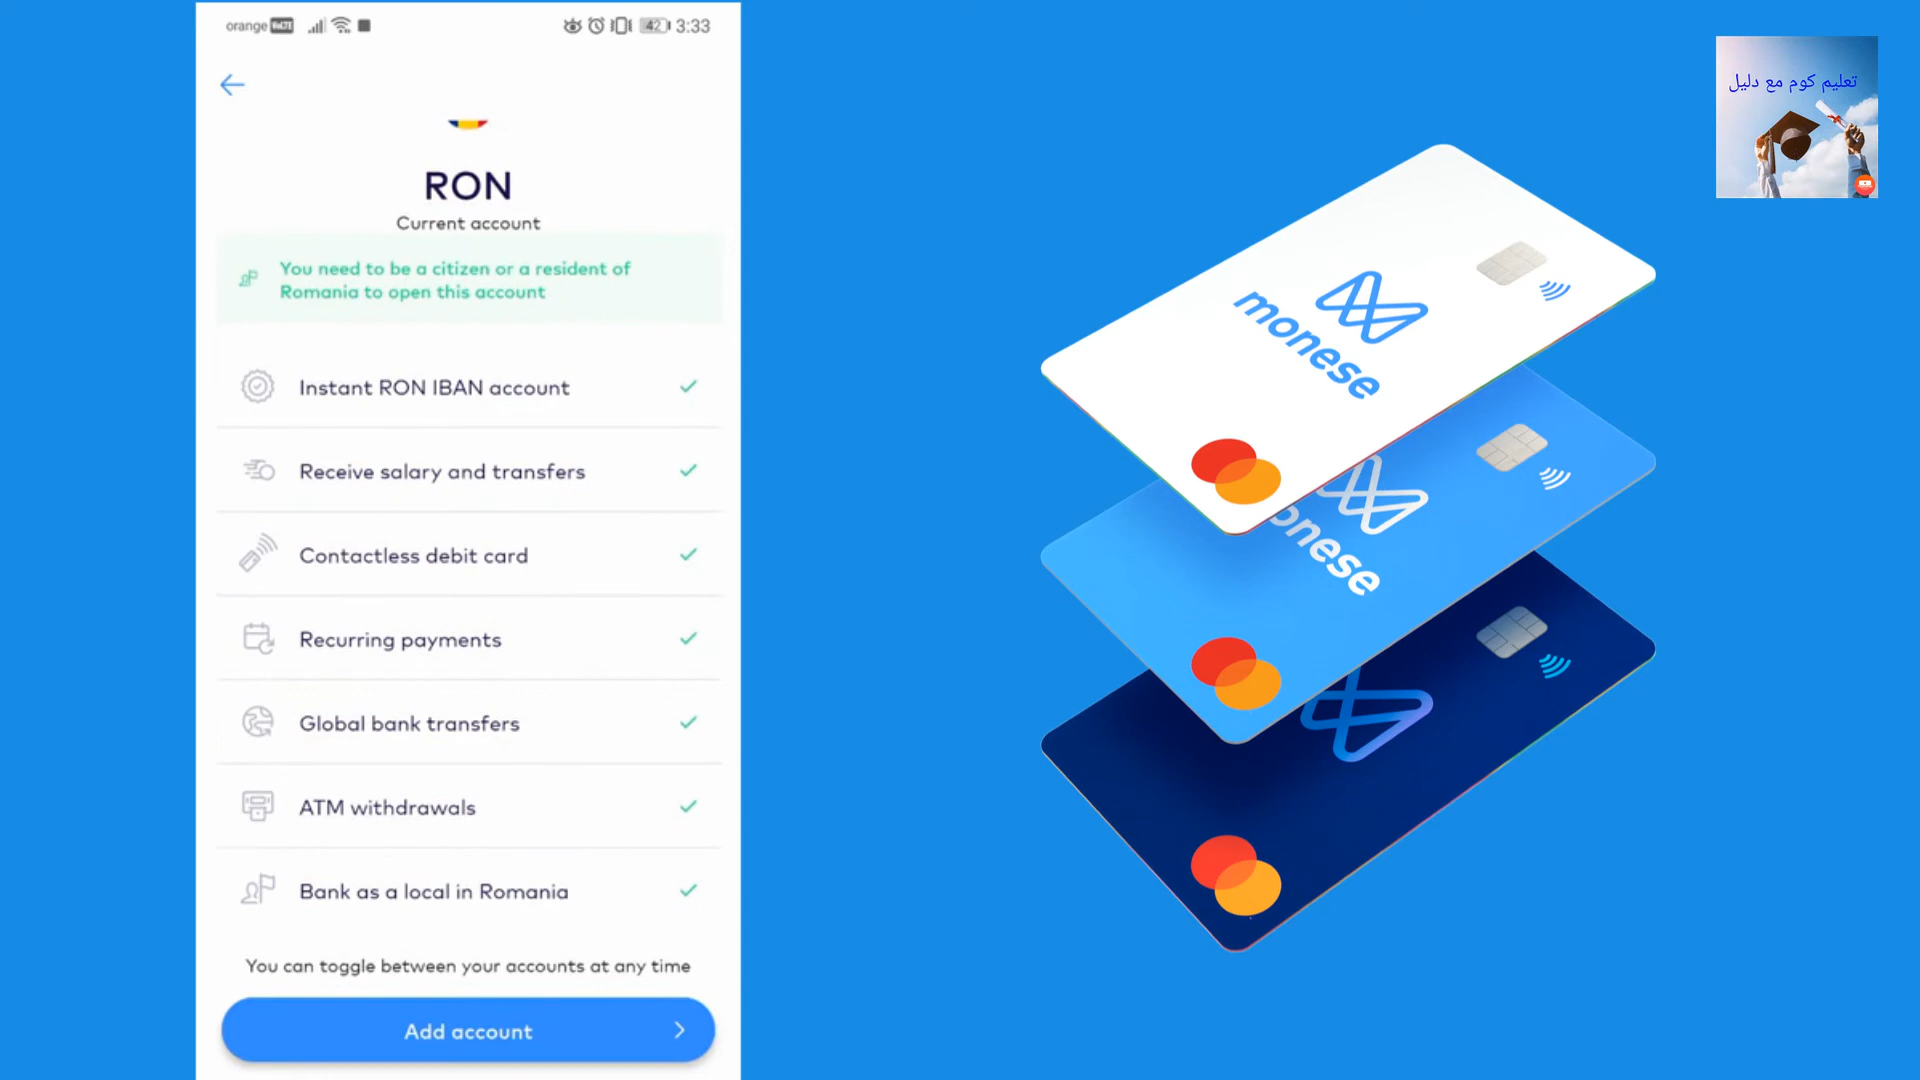 orange VoLTE
42 3:33
RON
Current account
You need to be a citizen or a resident of
Romania to open this account
Instant RON IBAN account
Receive salary and transfers
Contactless debit card
Recurring payments
Global bank transfers
ATM withdrawals
Bank as a local in Romania
You can toggle between your accounts at any time
Add account
monese
onese
تعليم كوم مع دليل